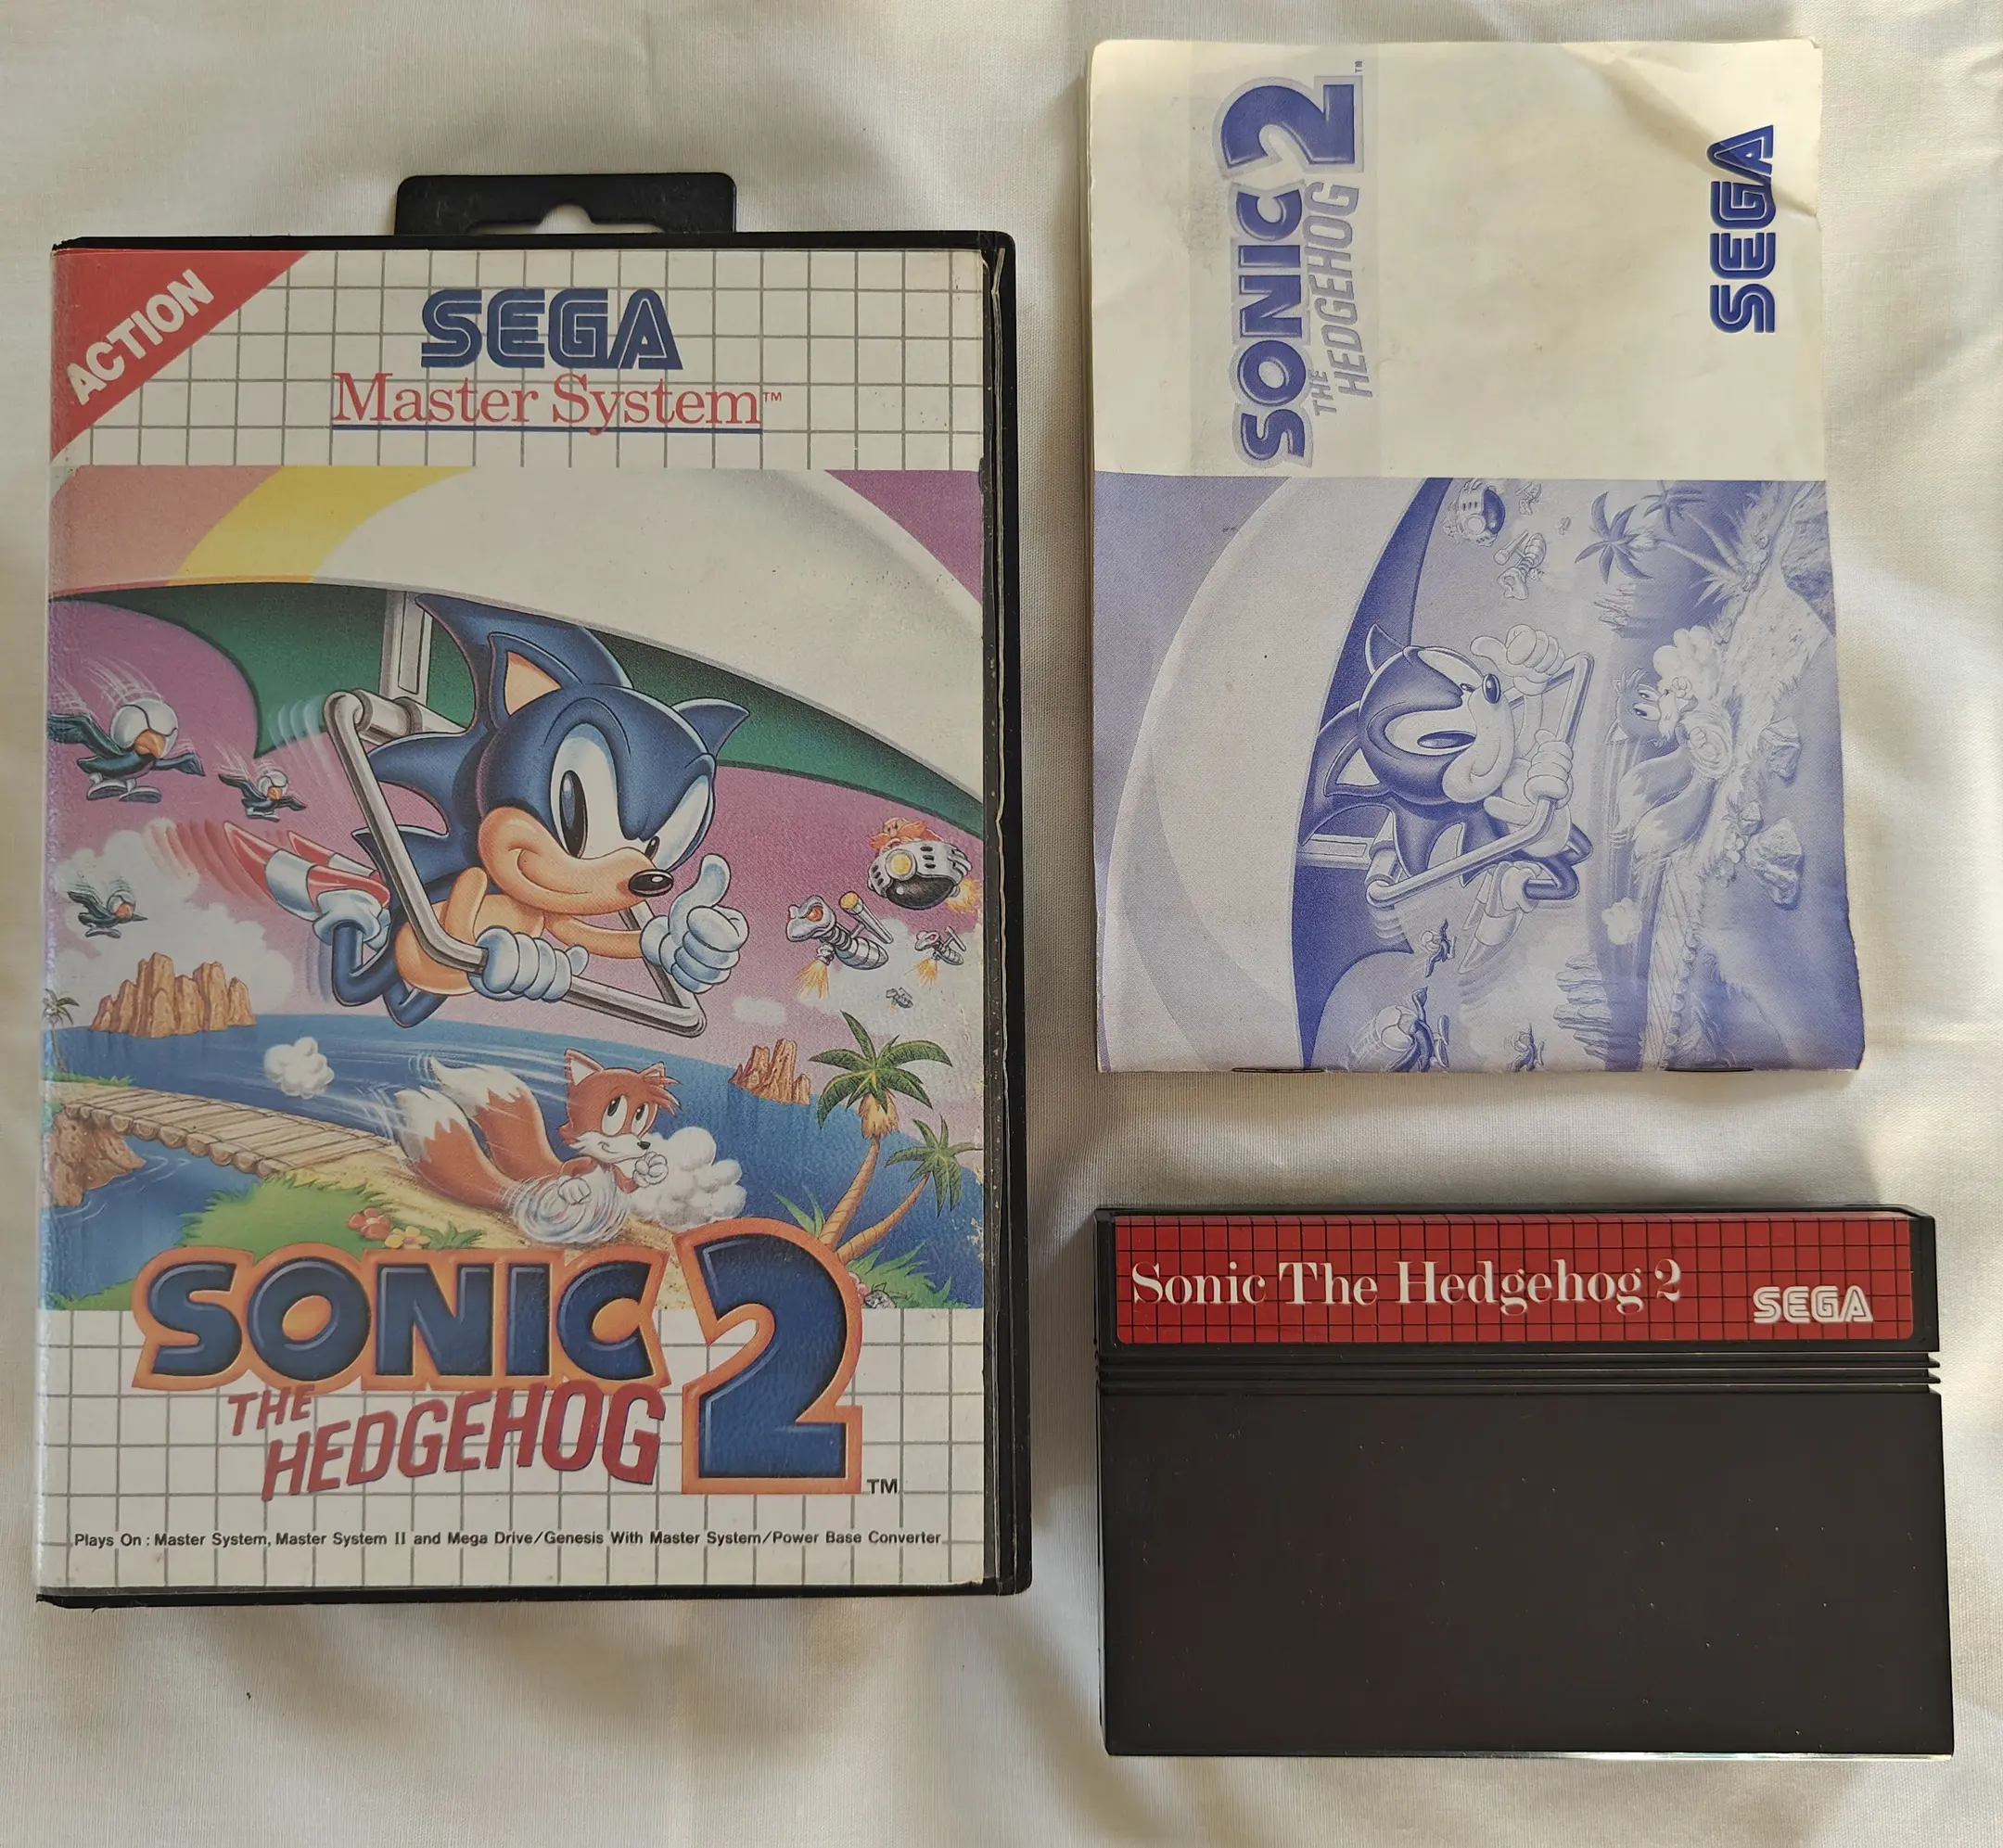 ACTION
SEGA
Master System™
SONIC 2
THE
HEDGEHOG
TM
Plays On : Master System, Master System II and Mega Drive/Genesis With Master System/Power Base Converter
SONIC 2
THE
HEDGEHOG
TM
SEGA
Sonic The Hedgehog 2
SEGA